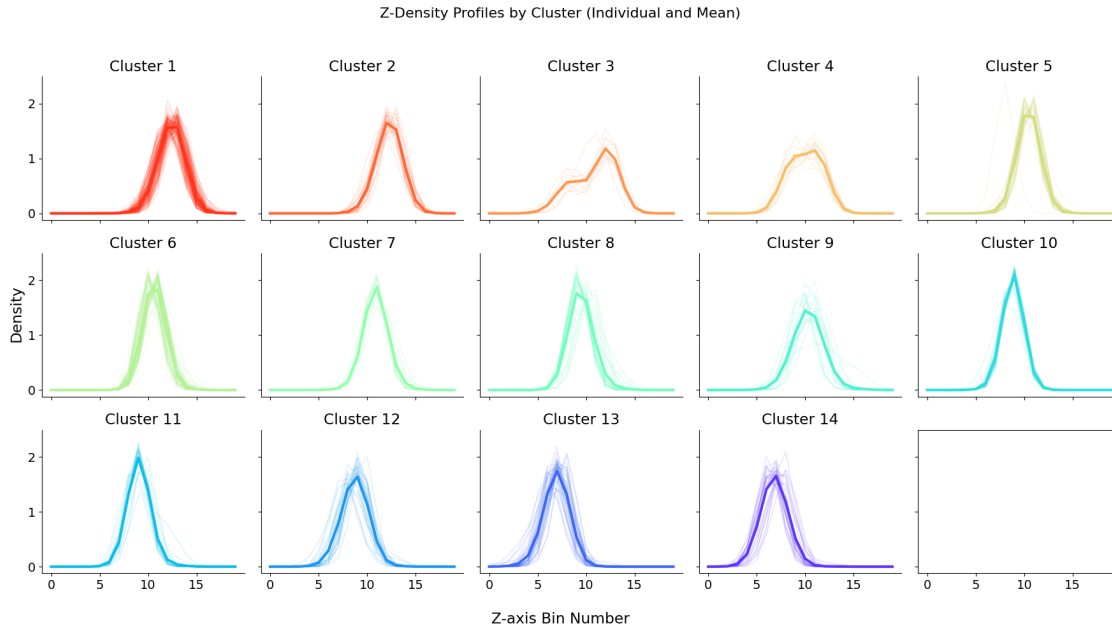 Z-Density Profiles by Cluster (Individual and Mean)
Cluster 1
Cluster 2
Cluster 3
Cluster 4
Cluster 5
2
1
0
Cluster 6
Cluster 7
Cluster 8
Cluster 9
Cluster 10
Density
2
1
0
0 5 10 15
Cluster 11
Cluster 12
Cluster 13
Cluster 14
2
1
0
0 5 10 15
0 5 10 15
0 5 10 15
0 5 10 15
Z-axis Bin Number